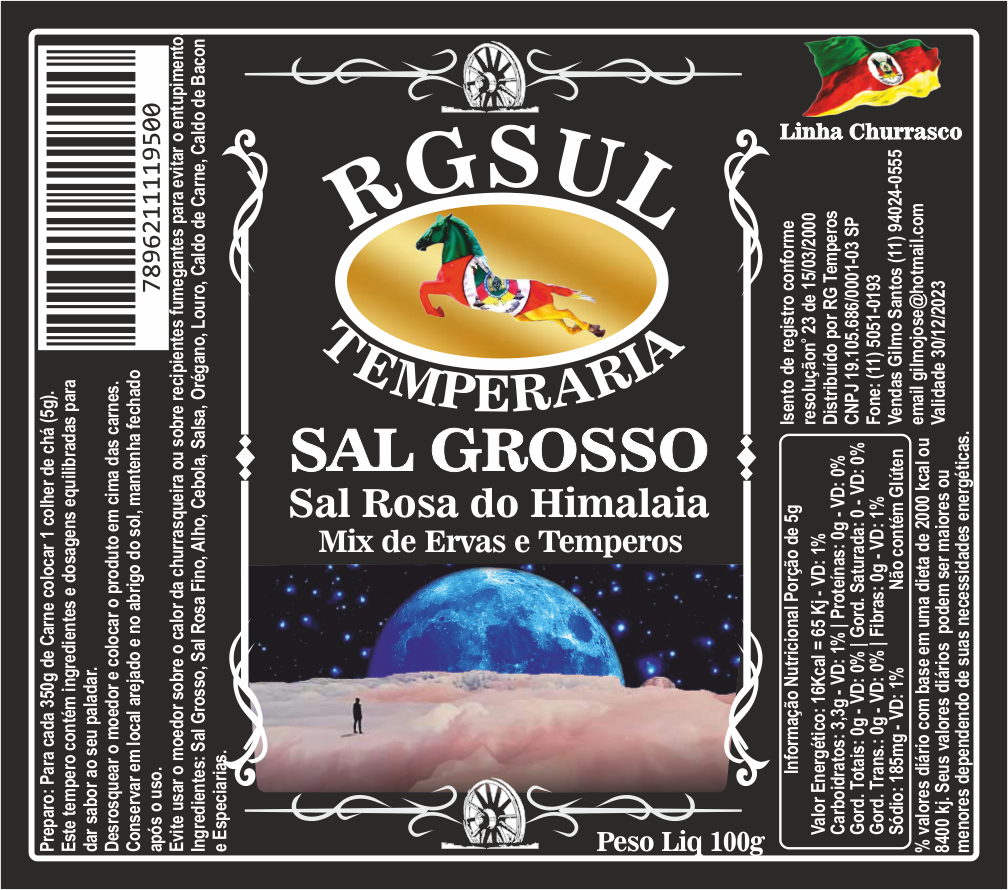 7896211119500
Preparo: Para cada 350g de Carne colocar 1 colher de chá (5g).
Este tempero contém ingredientes e dosagens equilibradas para
dar sabor ao seu paladar.
Desrosquear o moedor e colocar o produto em cima das carnes.
Conservar em local arejado e no abrigo do sol, mantenha fechado
após o uso.
Evite usar o moedor sobre o calor da churrasqueira ou sobre recipientes fumegantes para evitar o entupimento.
Ingredientes: Sal Grosso, Sal Rosa Fino, Alho, Cebola, Salsa, Orégano, Louro, Caldo de Carne, Caldo de Bacon
e Especiarias.
RGSUL
TEMPERARIA
SAL GROSSO
Sal Rosa do Himalaia
Mix de Ervas e Temperos
Peso Liq 100g
Linha Churrasco
Isento de registro conforme
resoluçãon° 23 de 15/03/2000
Distribuído por RG Temperos
CNPJ 19.105.686/0001-03 SP
Fone: (11) 5051-0193
Vendas Gilmo Santos (11) 94024-0555
email gilmojose@hotmail.com
Validade 30/12/2023
Informação Nutricional Porção de 5g
Valor Energético: 16Kcal = 65 Kj - VD: 1%
Carboidratos: 3,3g - VD: 1% | Proteinas: 0g - VD: 0%
Gord. Totais: 0g - VD: 0% | Gord. Saturada: 0 - VD: 0%
Gord. Trans.: 0g - VD: 0% | Fibras: 0g - VD: 1%
Sódio: 185mg - VD: 1% Não contém Glúten
% valores diário com base em uma dieta de 2000 kcal ou
8400 kj. Seus valores diários podem ser maiores ou
menores dependendo de suas necessidades energéticas.